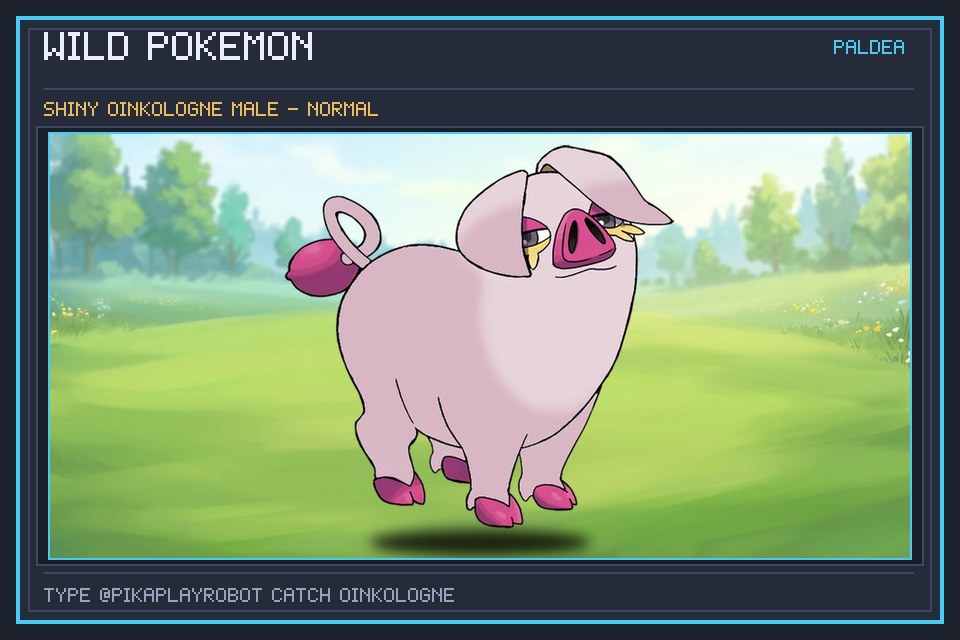 WILD POKEMON
PALDEA
SHINY OINKOLOGNE MALE - NORMAL
TYPE @PIKAPLAYROBOT CATCH OINKOLOGNE